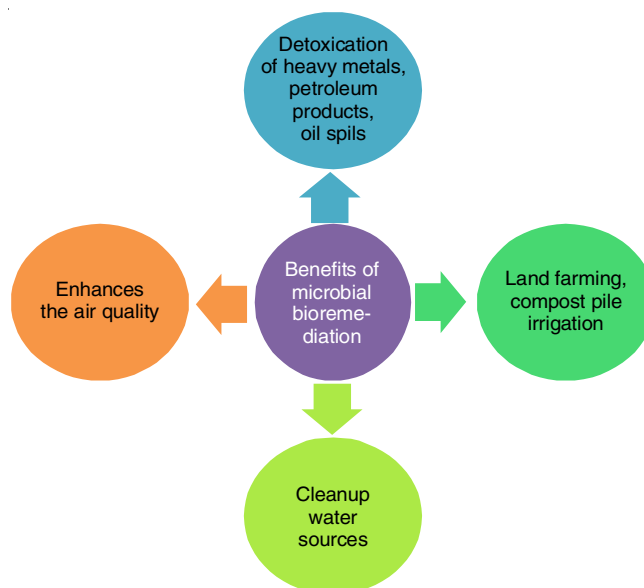 Detoxication
of heavy metals,
petroleum
products,
oil spils
Enhances
the air quality
Benefits of
microbial
bioreme-
diation
Land farming,
compost pile
irrigation
Cleanup
water
sources